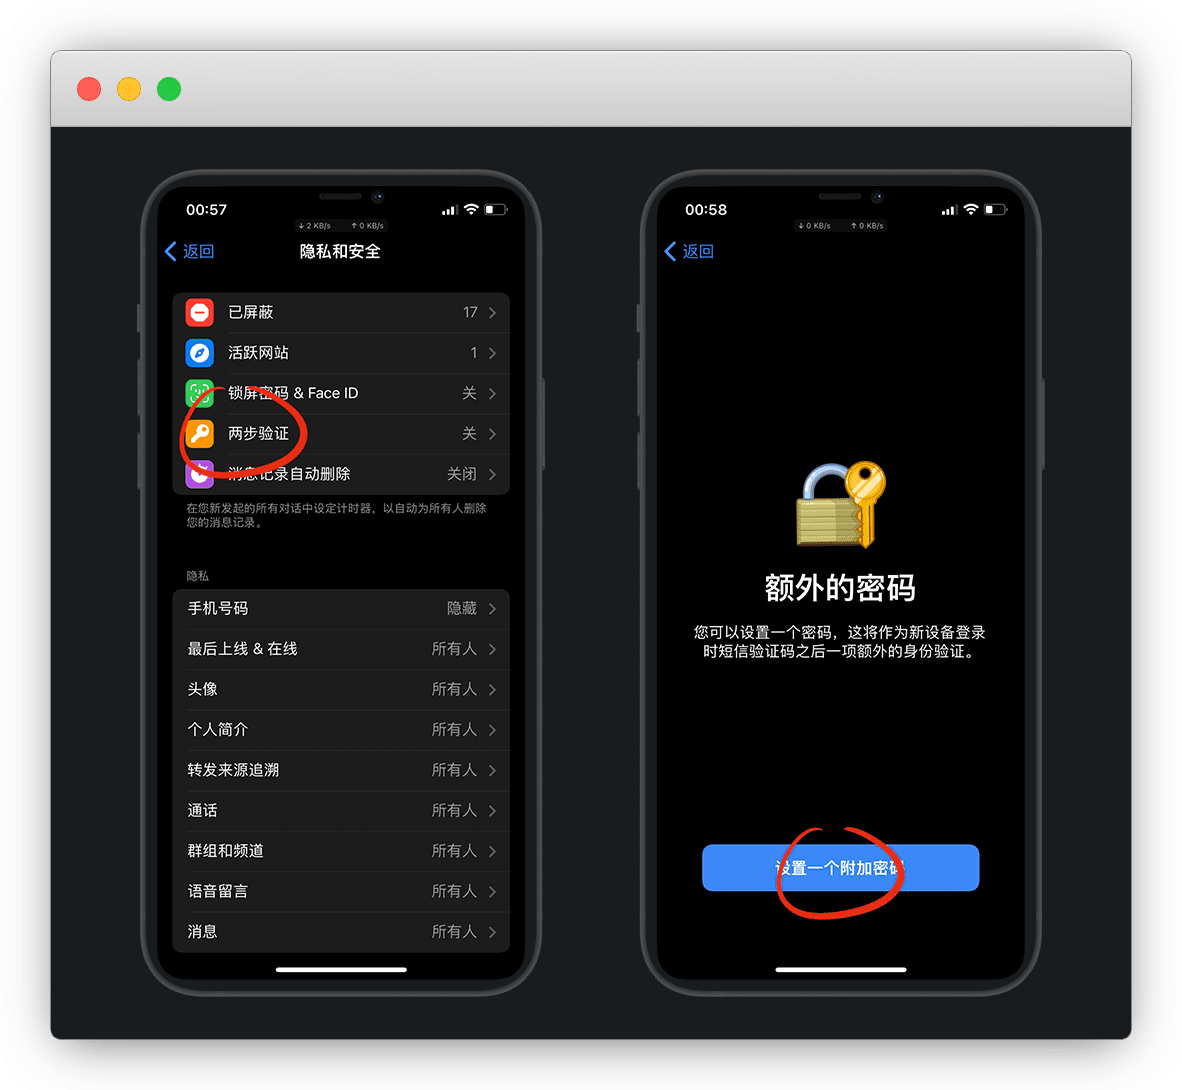 00:57
↓ 2 KB/s ↑ 0 KB/s
返回 隐私和安全
已屏蔽 17
活跃网站 1
锁屏密码 & Face ID 关
两步验证 关
消息记录自动删除 关闭
在您新发起的所有对话中设定计时器，以自动为所有人删除
您的消息记录。
隐私
手机号码 隐藏
最后上线 & 在线 所有人
头像 所有人
个人简介 所有人
转发来源追溯 所有人
通话 所有人
群组和频道 所有人
语音留言 所有人
消息 所有人
00:58
↓ 0 KB/s ↑ 0 KB/s
返回
额外的密码
您可以设置一个密码，这将作为新设备登录
时短信验证码之后一项额外的身份验证。
设置一个附加密码